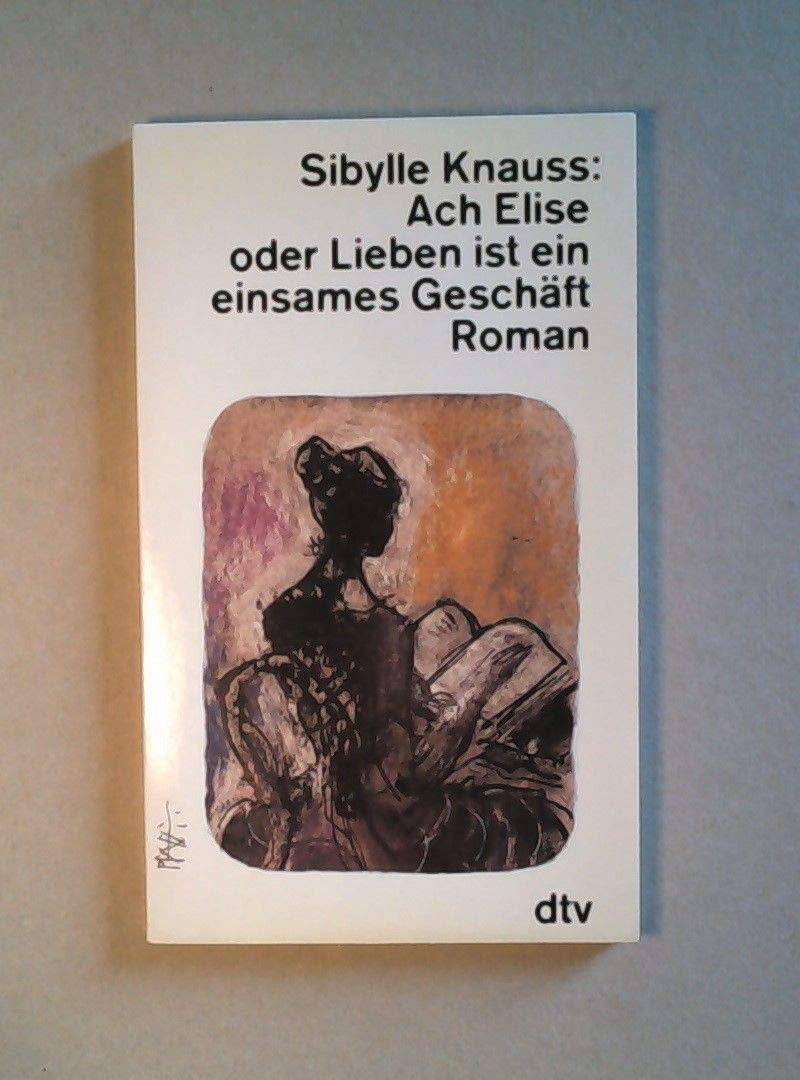 Sibylle Knauss:
Ach Elise
oder Lieben ist ein
einsames Geschäft
Roman
dtv